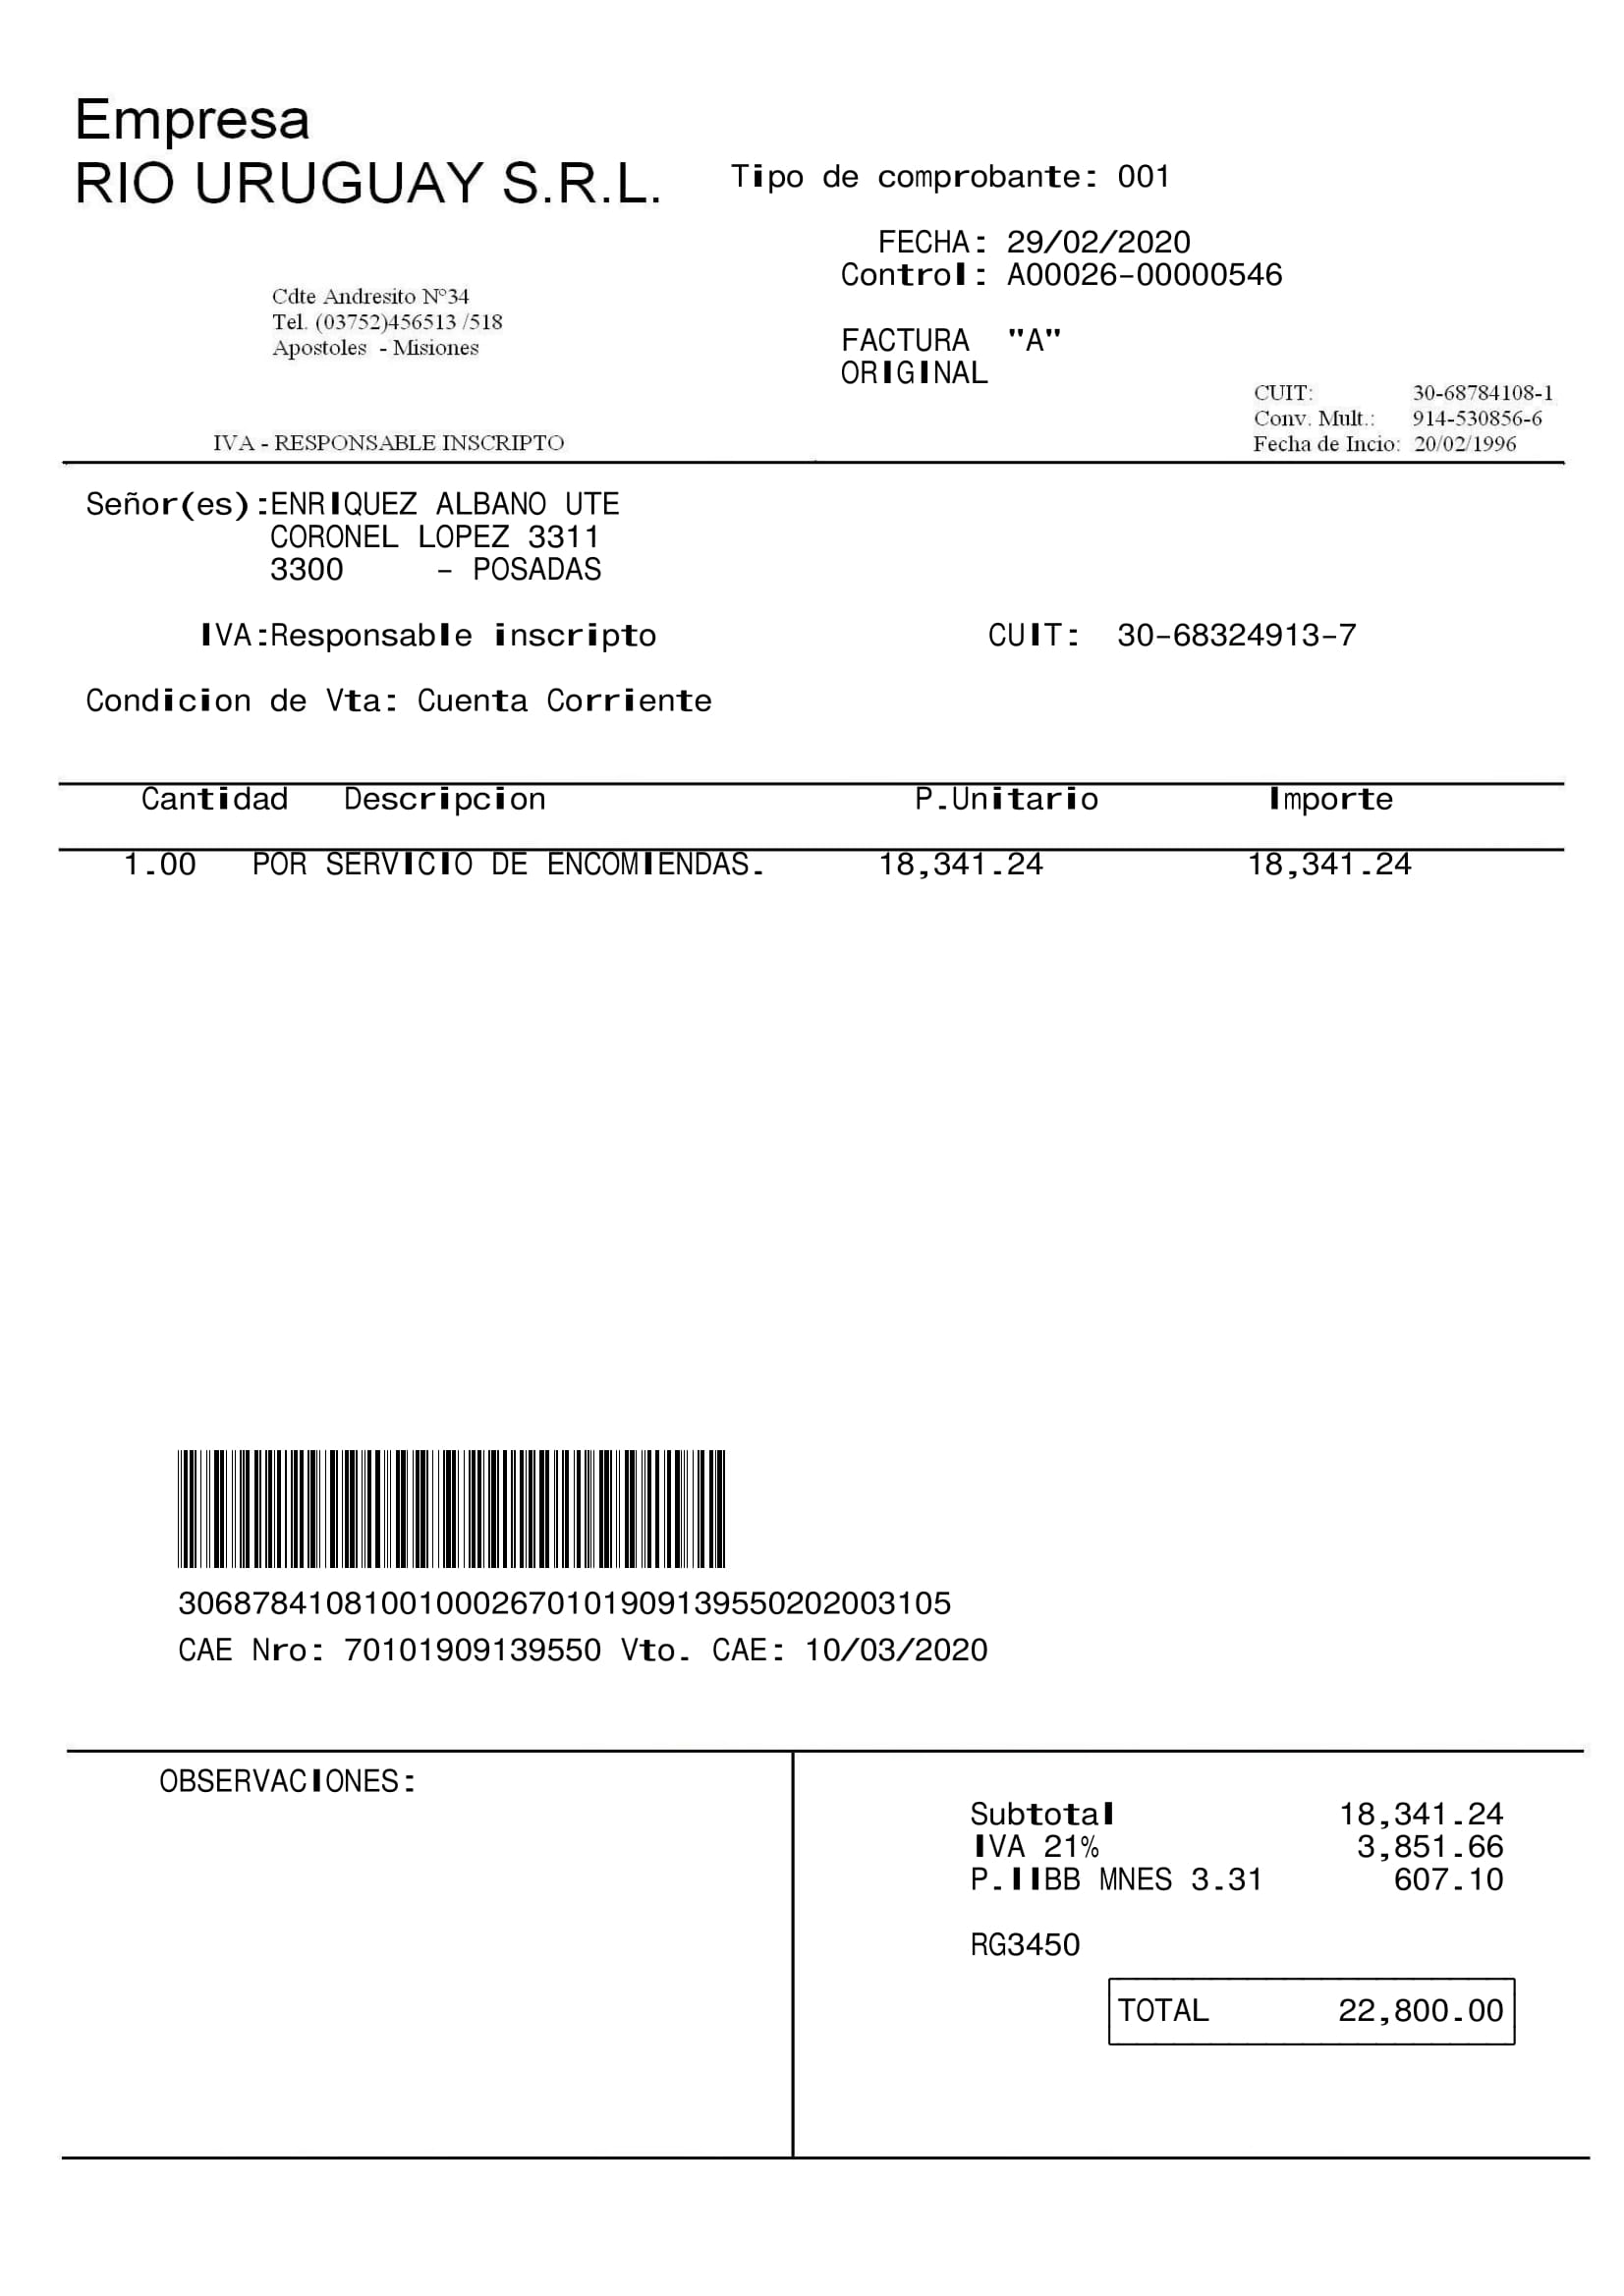 Empresa
RIO URUGUAY S.R.L.
Tipo de comprobante: 001
FECHA: 29/02/2020
Control: A00026-00000546
Cdte Andresito Nº34
Tel. (03752)456513 /518
Apostoles - Misiones
FACTURA "A"
ORIGINAL
CUIT: 30-68784108-1
Conv. Mult.: 914-530856-6
Fecha de Incio: 20/02/1996
IVA - RESPONSABLE INSCRIPTO
Señor(es):ENRIQUEZ ALBANO UTE
CORONEL LOPEZ 3311
3300 - POSADAS
IVA:Responsable inscripto CUIT: 30-68324913-7
Condicion de Vta: Cuenta Corriente
Cantidad Descripcion P.Unitario Importe
1.00 POR SERVICIO DE ENCOMIENDAS. 18,341.24 18,341.24
306878410810010002670101909139550202003105
CAE Nro: 70101909139550 Vto. CAE: 10/03/2020
OBSERVACIONES:
Subtotal 18,341.24
IVA 21% 3,851.66
P.IIBB MNES 3.31 607.10
RG3450
TOTAL 22,800.00